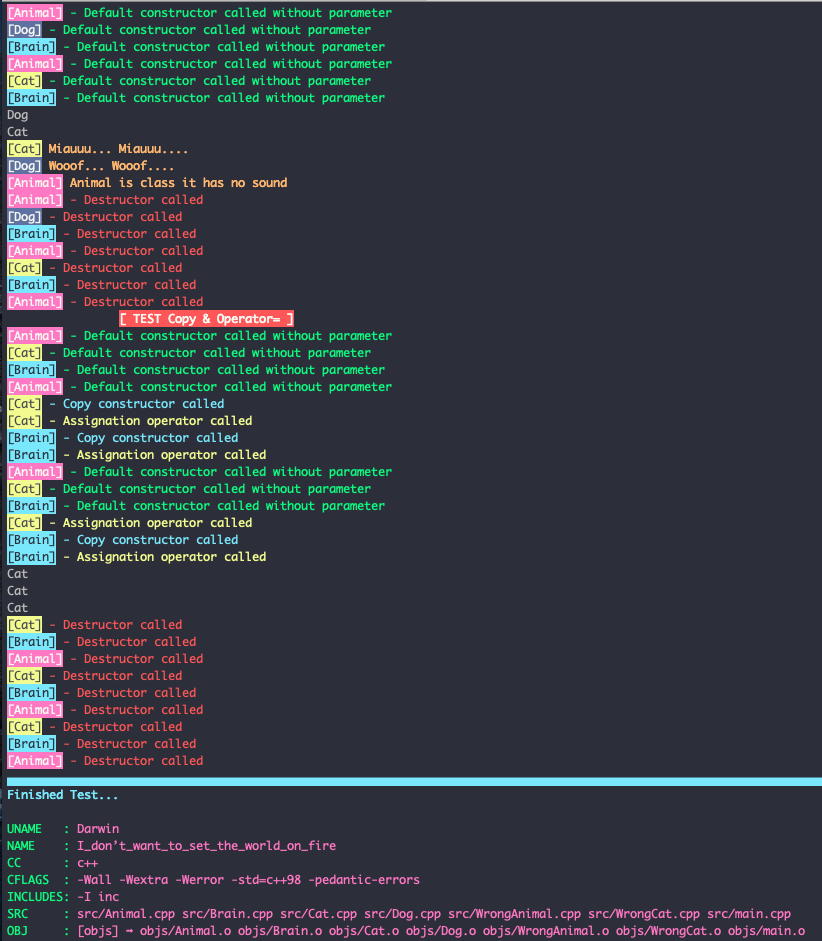 [Animal] - Default constructor called without parameter
[Dog] - Default constructor called without parameter
[Brain] - Default constructor called without parameter
[Animal] - Default constructor called without parameter
[Cat] - Default constructor called without parameter
[Brain] - Default constructor called without parameter
Dog
Cat
[Cat] Miauuu... Miauuu....
[Dog] Wooof... Wooof....
[Animal] Animal is class it has no sound
[Animal] - Destructor called
[Dog] - Destructor called
[Brain] - Destructor called
[Animal] - Destructor called
[Cat] - Destructor called
[Brain] - Destructor called
[Animal] - Destructor called
[ TEST Copy & Operator= ]
[Animal] - Default constructor called without parameter
[Cat] - Default constructor called without parameter
[Brain] - Default constructor called without parameter
[Animal] - Default constructor called without parameter
[Cat] - Copy constructor called
[Cat] - Assignation operator called
[Brain] - Copy constructor called
[Brain] - Assignation operator called
[Animal] - Default constructor called without parameter
[Cat] - Default constructor called without parameter
[Brain] - Default constructor called without parameter
[Cat] - Assignation operator called
[Brain] - Copy constructor called
[Brain] - Assignation operator called
Cat
Cat
Cat
[Cat] - Destructor called
[Brain] - Destructor called
[Animal] - Destructor called
[Cat] - Destructor called
[Brain] - Destructor called
[Animal] - Destructor called
[Cat] - Destructor called
[Brain] - Destructor called
[Animal] - Destructor called
Finished Test...
UNAME : Darwin
NAME : I_don’t_want_to_set_the_world_on_fire
CC : c++
CFLAGS : -Wall -Wextra -Werror -std=c++98 -pedantic-errors
INCLUDES: -I inc
SRC : src/Animal.cpp src/Brain.cpp src/Cat.cpp src/Dog.cpp src/WrongAnimal.cpp src/WrongCat.cpp src/main.cpp
OBJ : [objs] → objs/Animal.o objs/Brain.o objs/Cat.o objs/Dog.o objs/WrongAnimal.o objs/WrongCat.o objs/main.o